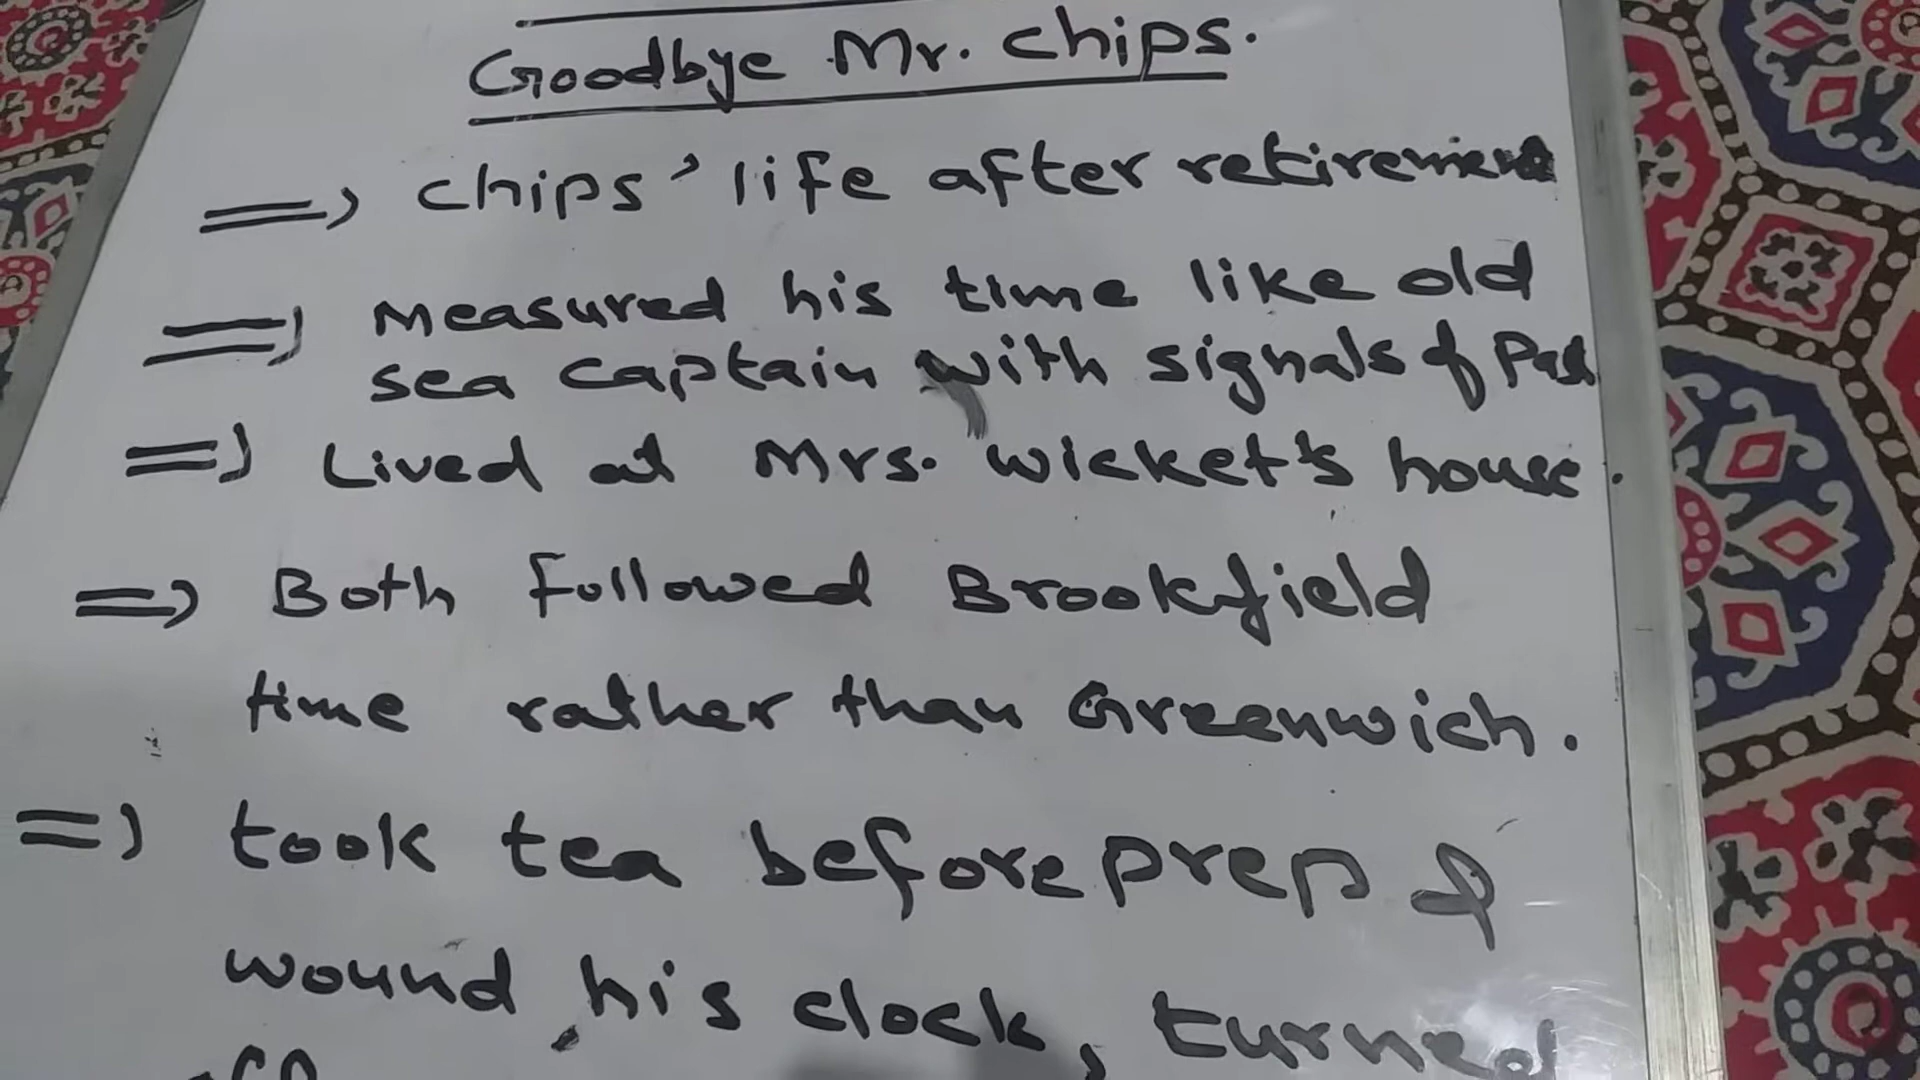 Goodbye Mr. Chips.
=> Chips' life after retirement
=> Measured his time like old
sea captain with signals of Past
=> Lived at Mrs. Wickett's house.
=> Both followed Brookfield
time rather than Greenwich.
=> took tea before prep &
wound his clock, turned